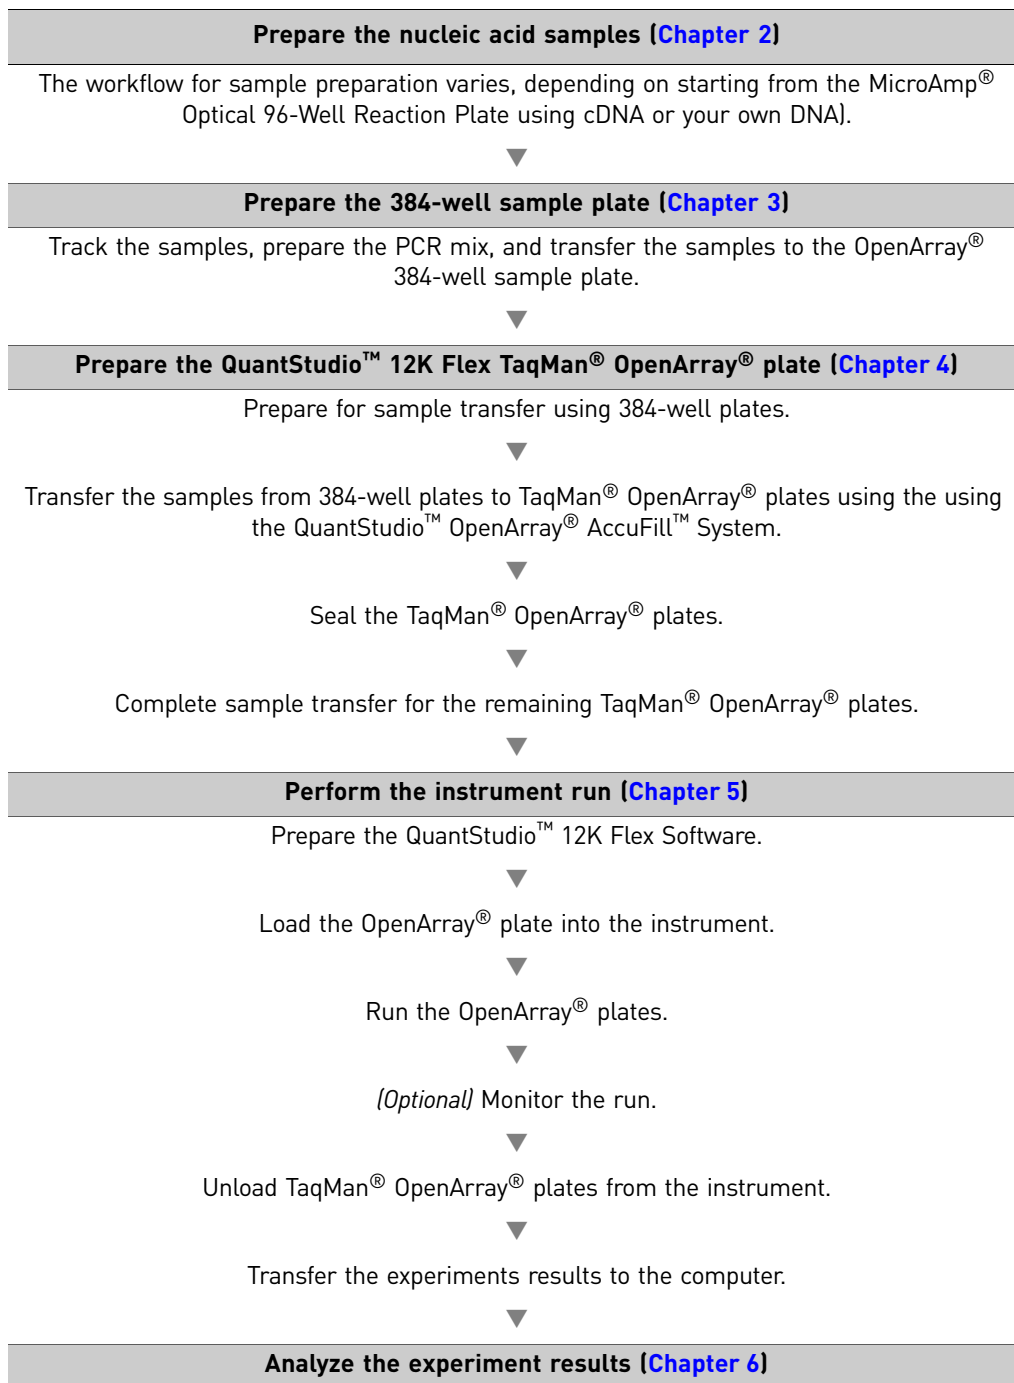 Prepare the nucleic acid samples (Chapter 2)
The workflow for sample preparation varies, depending on starting from the MicroAmp®
Optical 96-Well Reaction Plate using cDNA or your own DNA).
Prepare the 384-well sample plate (Chapter 3)
Track the samples, prepare the PCR mix, and transfer the samples to the OpenArray®
384-well sample plate.
Prepare the QuantStudio™ 12K Flex TaqMan® OpenArray® plate (Chapter 4)
Prepare for sample transfer using 384-well plates.
Transfer the samples from 384-well plates to TaqMan® OpenArray® plates using the using
the QuantStudio™ OpenArray® AccuFill™ System.
Seal the TaqMan® OpenArray® plates.
Complete sample transfer for the remaining TaqMan® OpenArray® plates.
Perform the instrument run (Chapter 5)
Prepare the QuantStudio™ 12K Flex Software.
Load the OpenArray® plate into the instrument.
Run the OpenArray® plates.
(Optional) Monitor the run.
Unload TaqMan® OpenArray® plates from the instrument.
Transfer the experiments results to the computer.
Analyze the experiment results (Chapter 6)